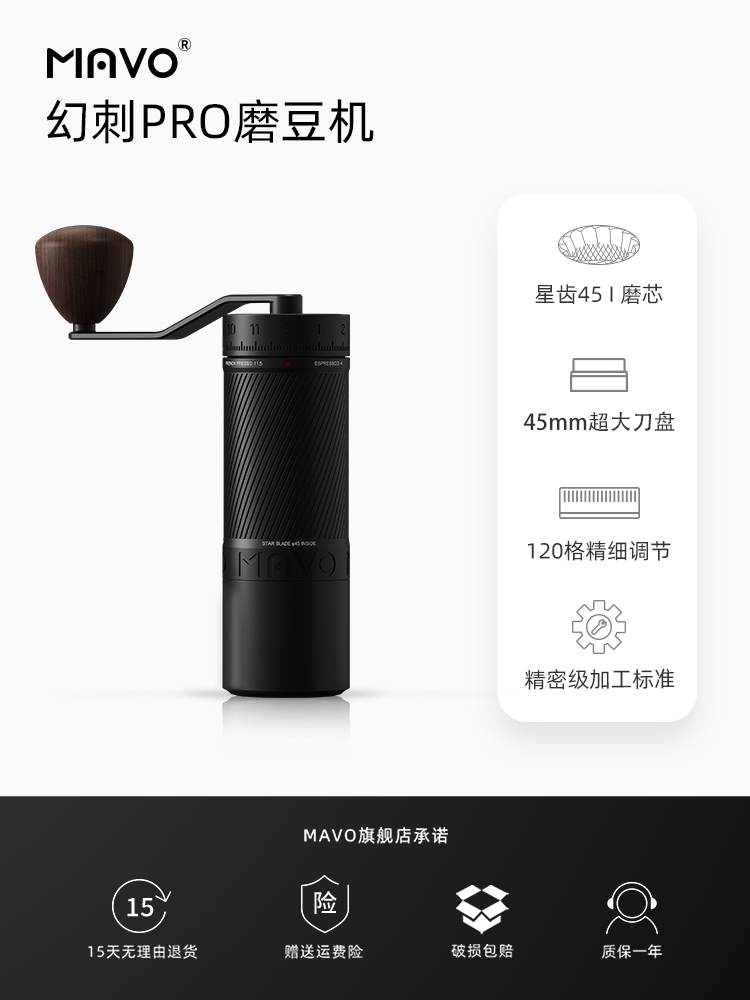 MAVO®
幻刺PRO磨豆机
星齿45 I 磨芯
45mm超大刀盘
120格精细调节
精密级加工标准
10 11 0 1 2
FRENCH PRESSO-11.5
ESPRESSO3-4
STAR BLADE φ45 INSIDE
MAVO
MAVO旗舰店承诺
15
险
15天无理由退货
赠送运费险
破损包赔
质保一年